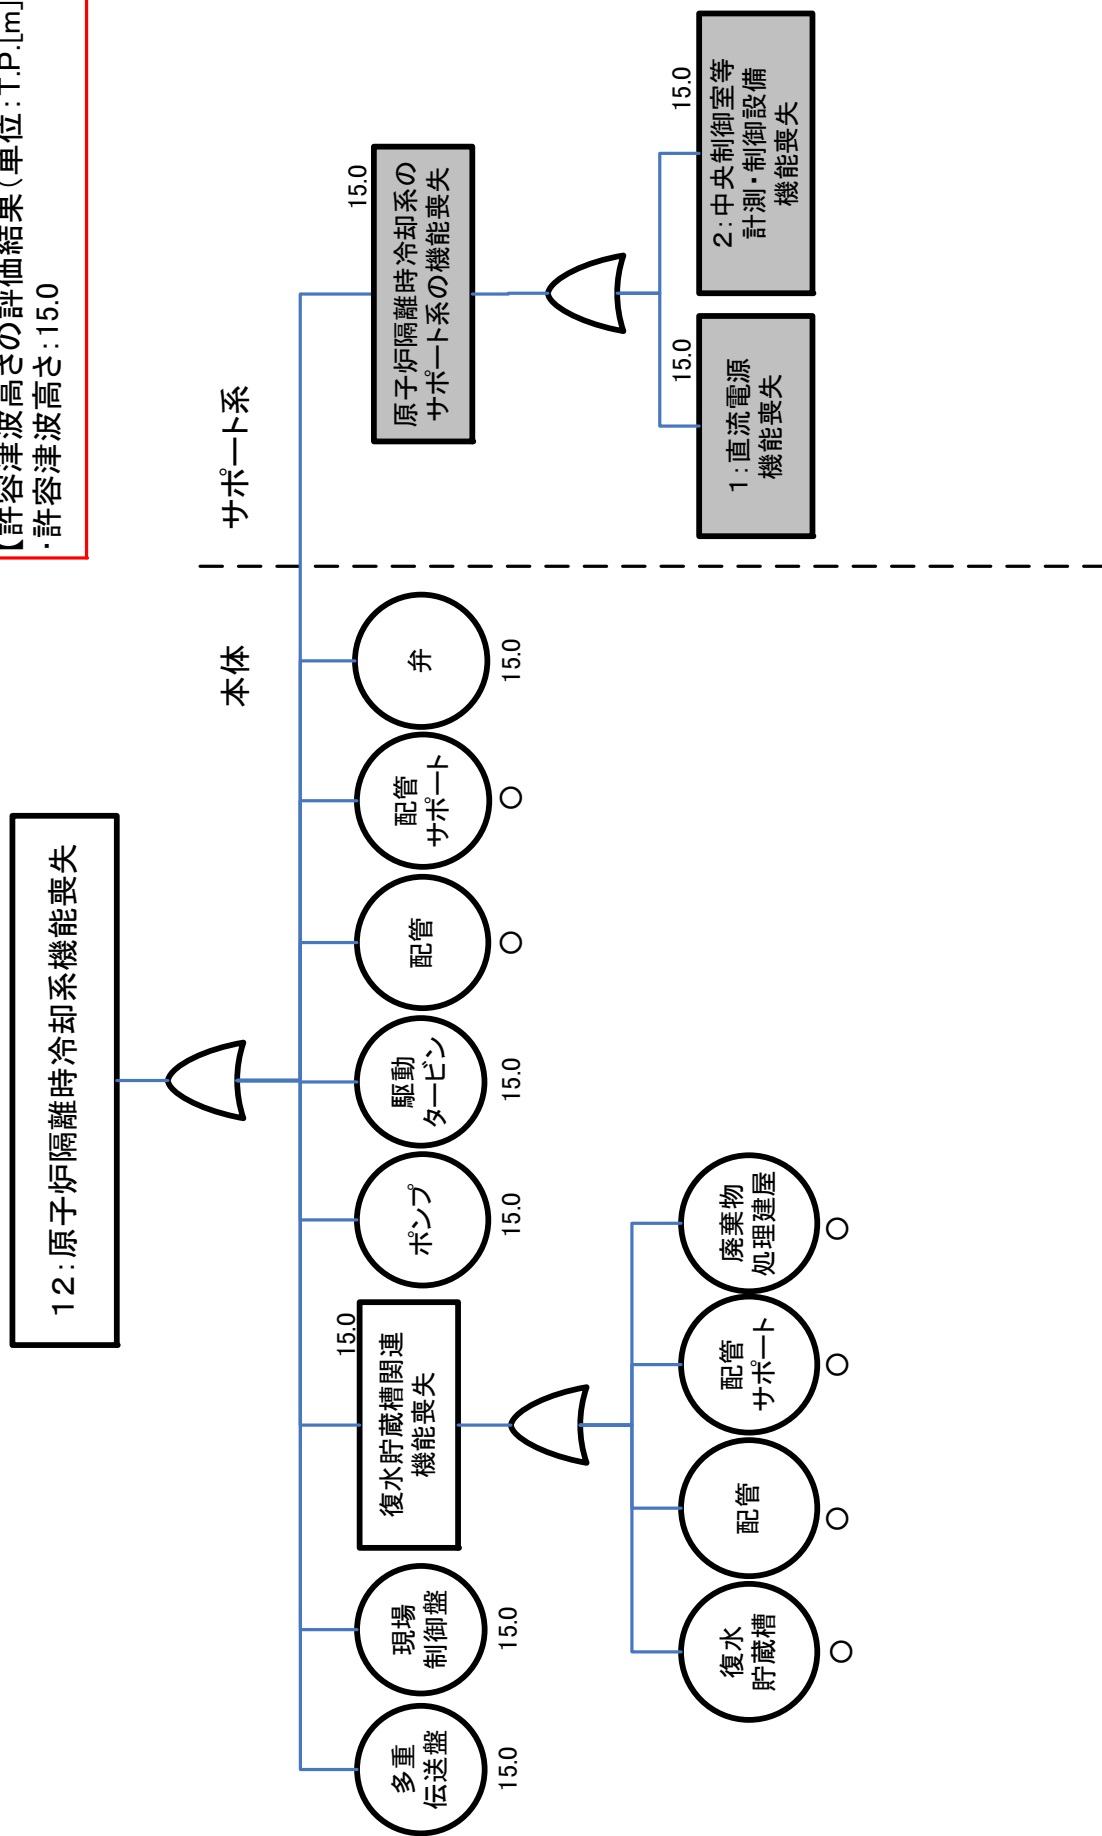 【許容津波高さの評価結果（単位：T.P.[m]
・許容津波高さ：15.0
12：原子炉隔離時冷却系機能喪失
本体
サポート系
多重
伝送盤
15.0
現場
制御盤
15.0
15.0
復水貯蔵槽関連
機能喪失
ポンプ
15.0
駆動
タービン
15.0
配管
○
配管
サポート
○
弁
15.0
15.0
原子炉隔離時冷却系の
サポート系の機能喪失
復水
貯蔵槽
○
配管
○
配管
サポート
○
廃棄物
処理建屋
○
15.0
1：直流電源
機能喪失
15.0
2：中央制御室等
計測・制御設備
機能喪失